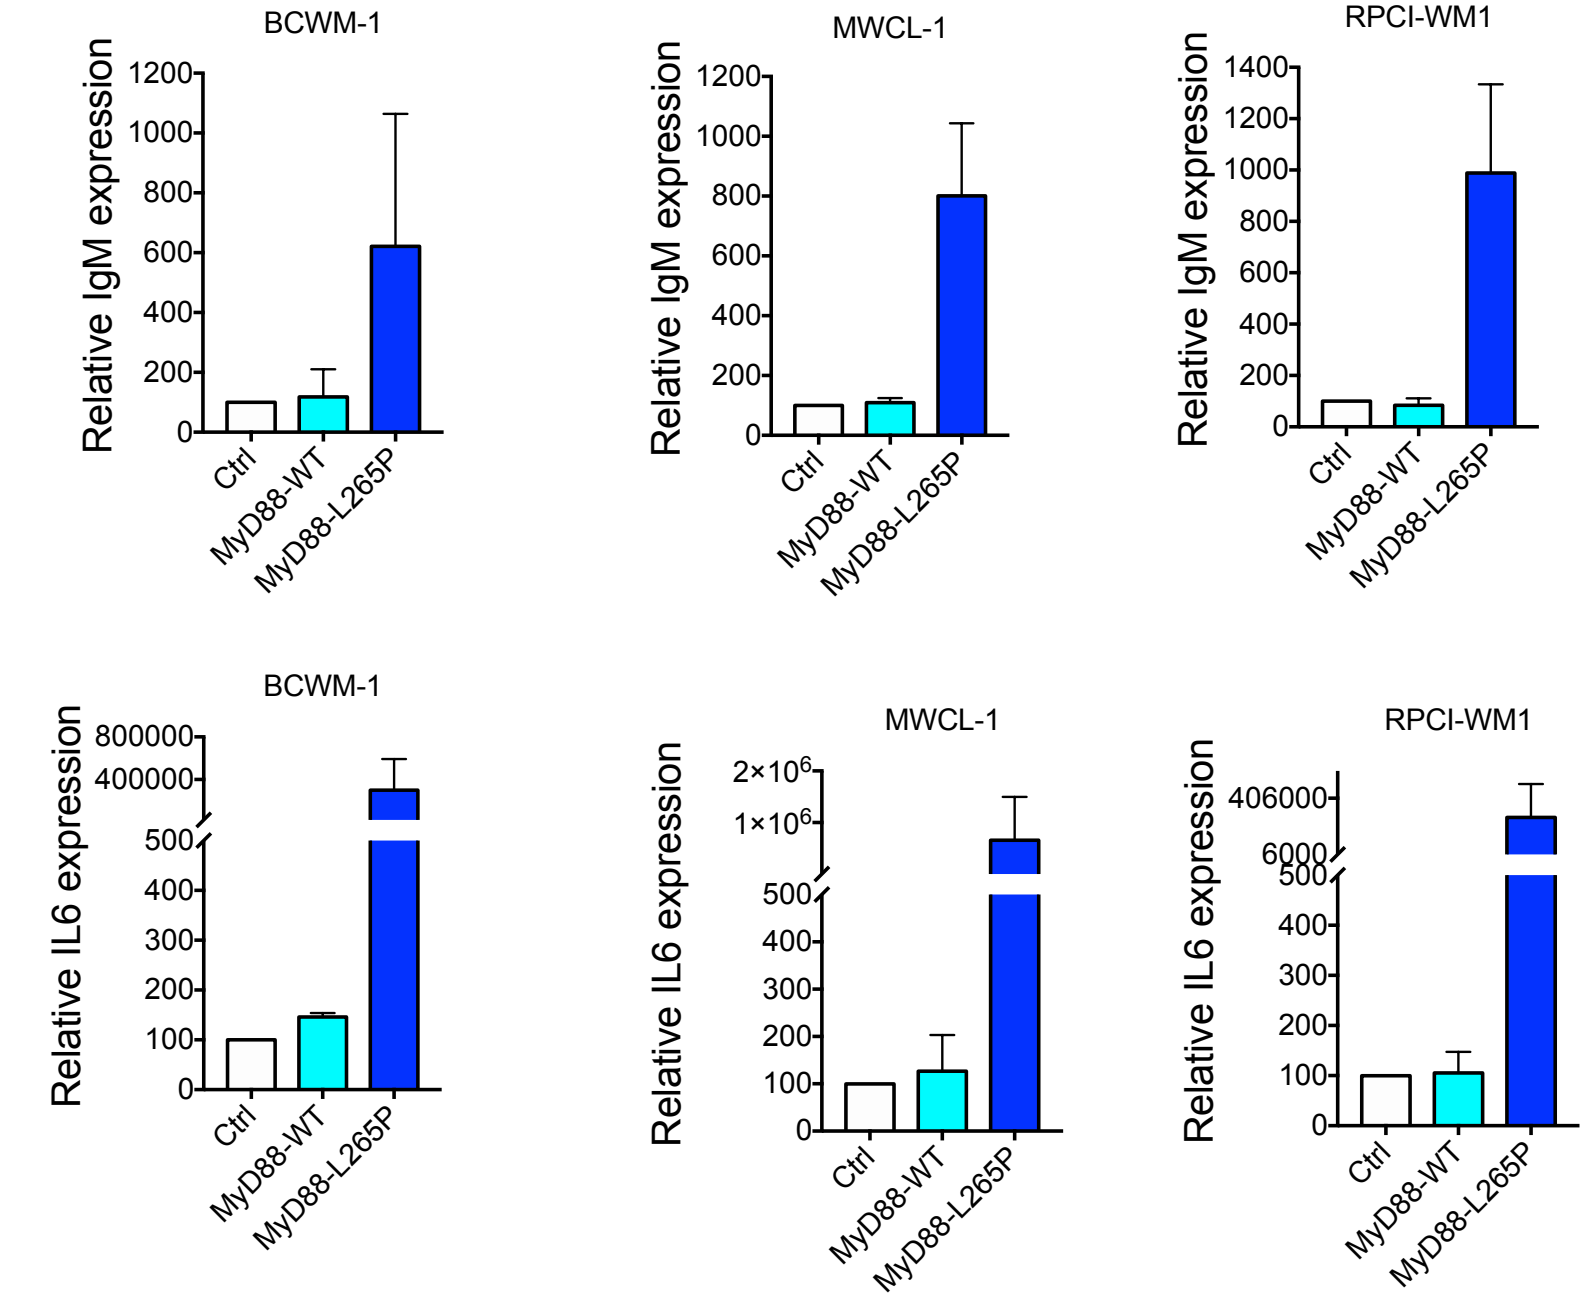 BCWM-1
Relative IgM expression
1200
1000
800
600
400
200
0
Ctrl
MyD88-WT
MyD88-L265P
MWCL-1
Relative IgM expression
1200
1000
800
600
400
200
0
Ctrl
MyD88-WT
MyD88-L265P
RPCI-WM1
Relative IgM expression
1400
1200
1000
800
600
400
200
0
Ctrl
MyD88-WT
MyD88-L265P
BCWM-1
Relative IL6 expression
800000
400000
500
400
300
200
100
0
Ctrl
MyD88-WT
MyD88-L265P
MWCL-1
Relative IL6 expression
2×10⁶
1×10⁶
500
400
300
200
100
0
Ctrl
MyD88-WT
MyD88-L265P
RPCI-WM1
Relative IL6 expression
406000
6000
500
400
300
200
100
0
Ctrl
MyD88-WT
MyD88-L265P